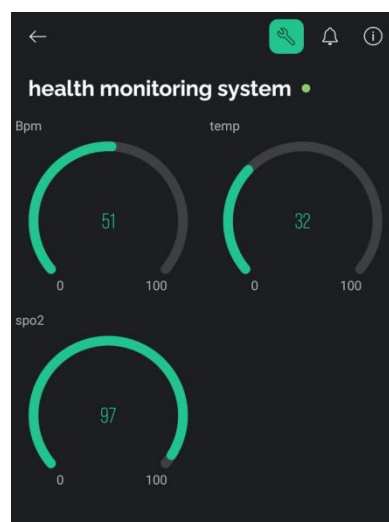 health monitoring system
Bpm
temp
51
32
0 100
0 100
spo2
97
0 100